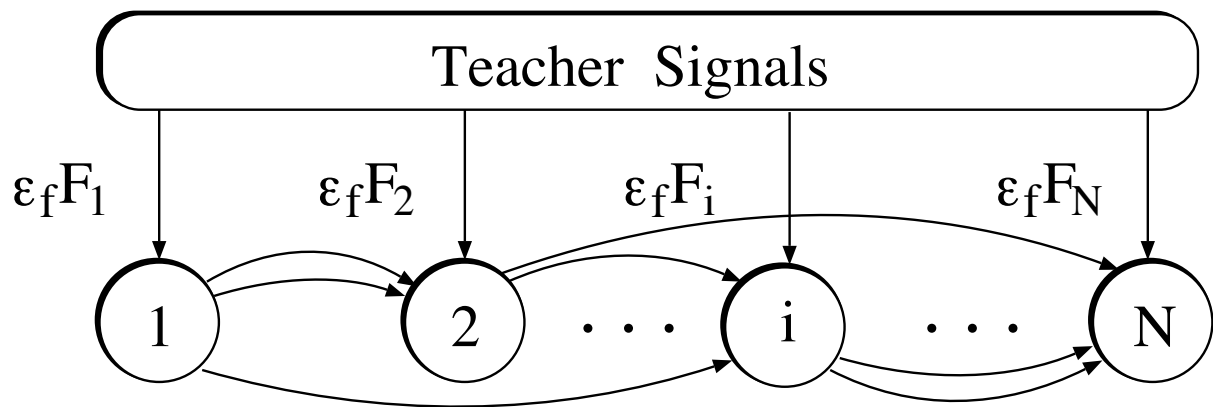 Teacher Signals
εfF1 εfF2 εfFi εfFN
1 2 . . . i . . . N